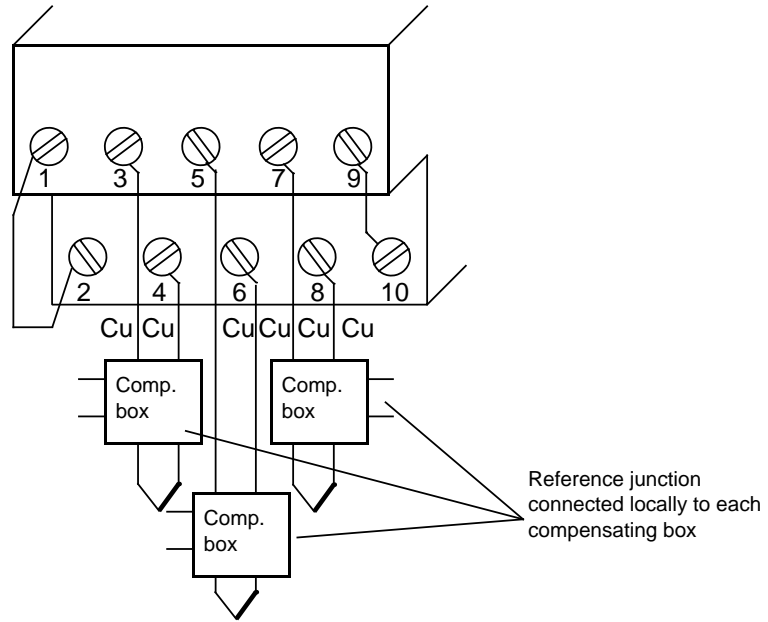 1 3 5 7 9
2 4 6 8 10
Cu Cu Cu Cu Cu Cu
Comp.
box
Comp.
box
Comp.
box
Reference junction
connected locally to each
compensating box